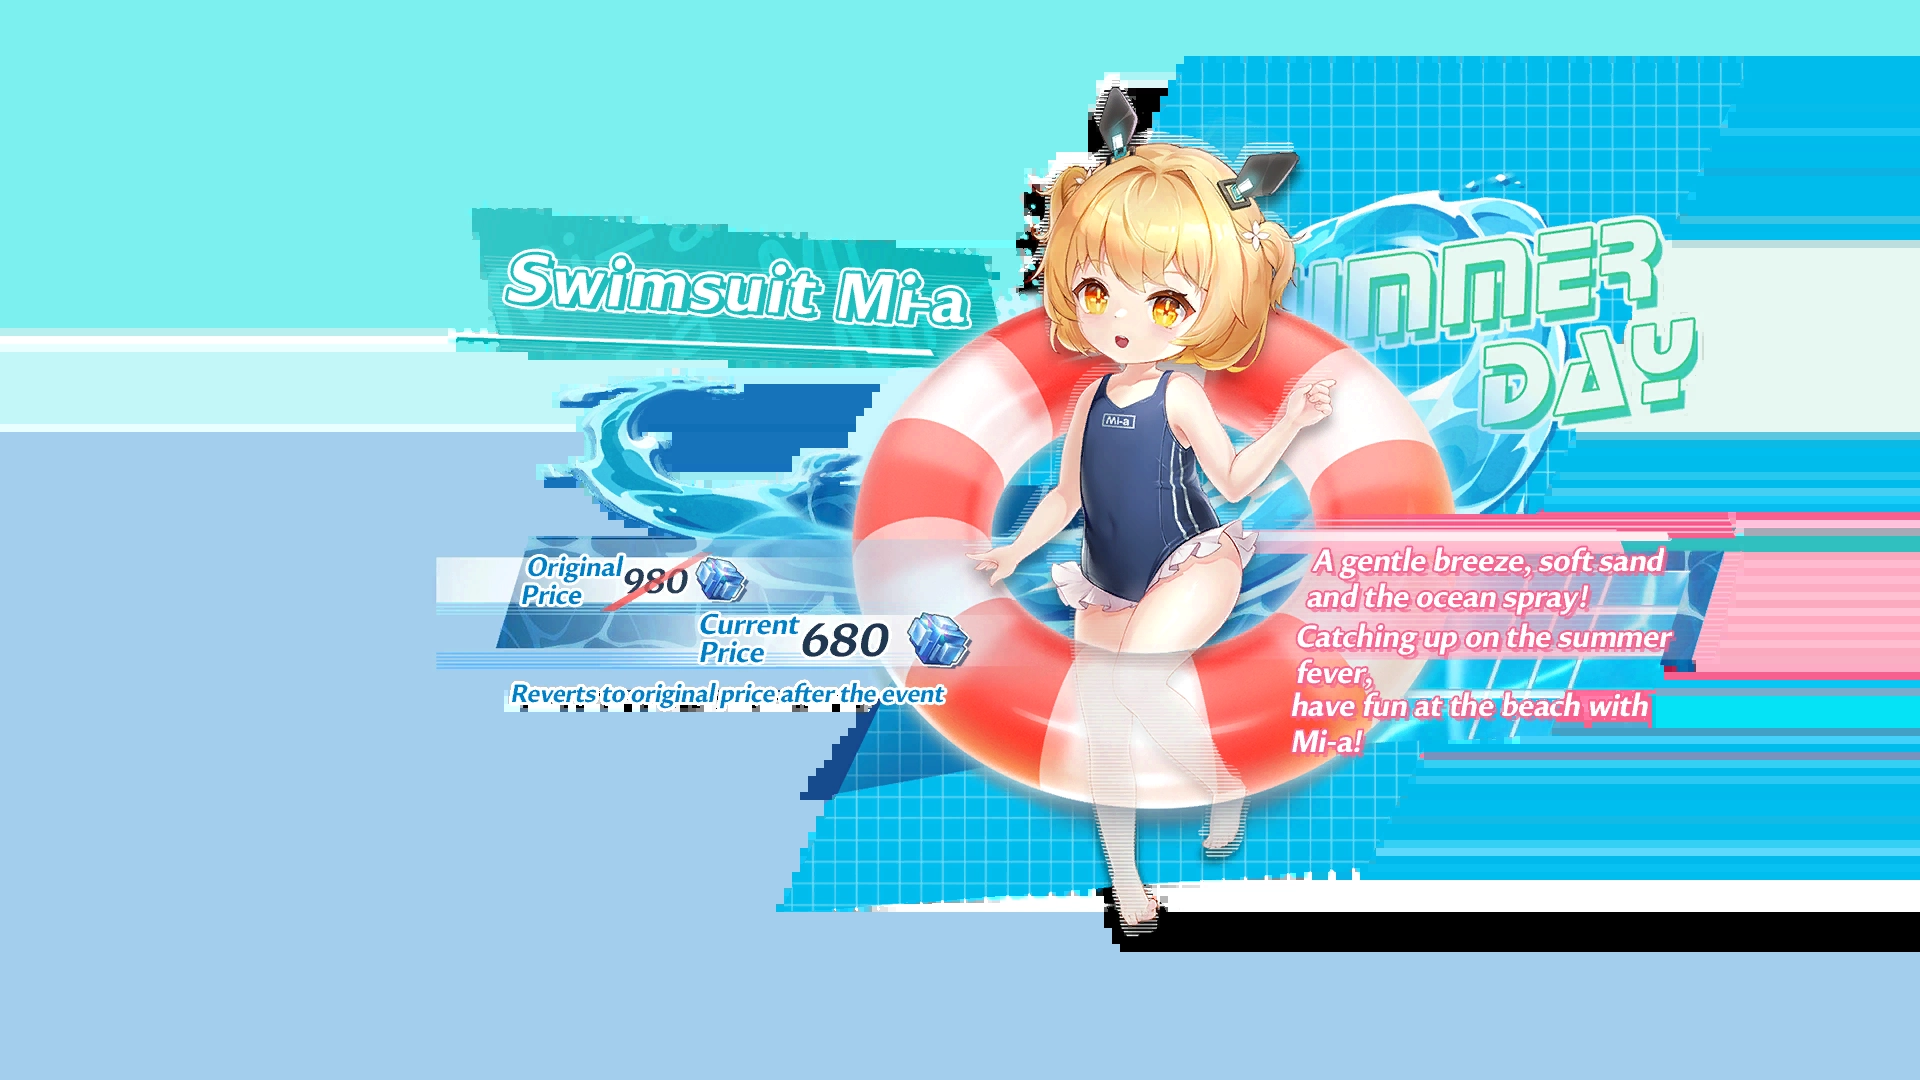 Swimsuit Mi-a
UMMER
DAY
Mi-a
Original
Price
980
Current
Price
680
Reverts to original price after the event
A gentle breeze, soft sand
and the ocean spray!
Catching up on the summer
fever,
have fun at the beach with
Mi-a!